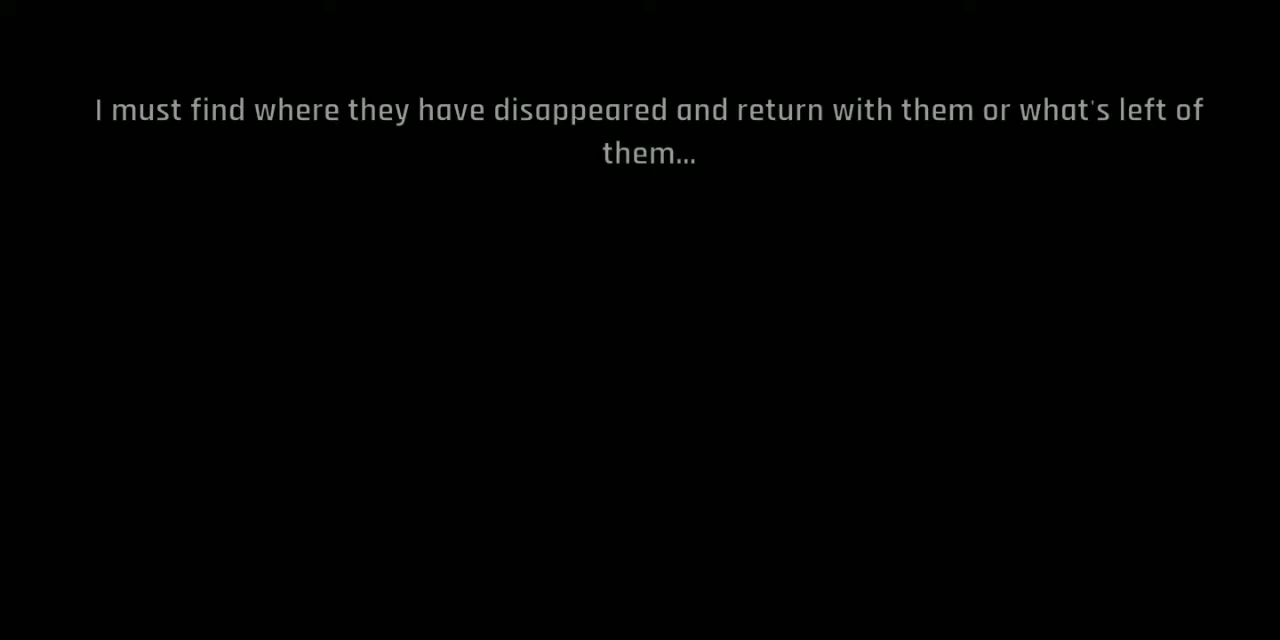 I must find where they have disappeared and return with them or what's left of
them...